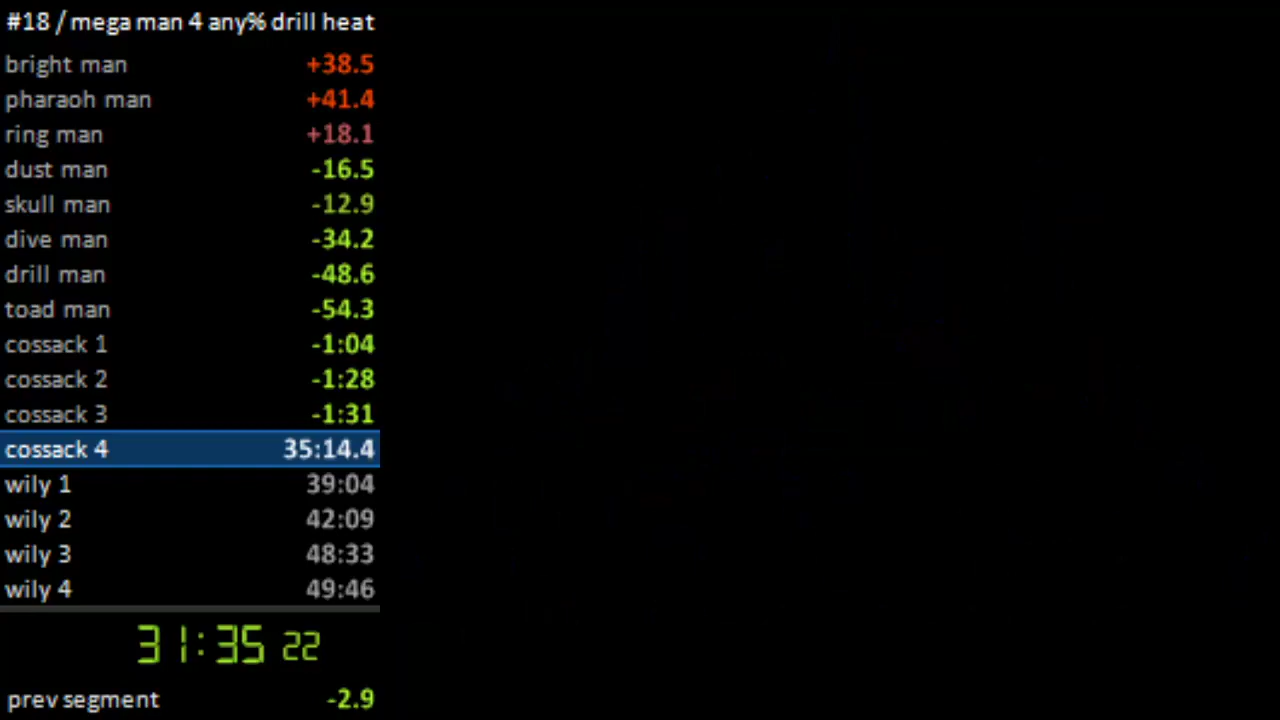 #18 / mega man 4 any% drill heat
bright man +38.5
pharaoh man +41.4
ring man +18.1
dust man -16.5
skull man -12.9
dive man -34.2
drill man -48.6
toad man -54.3
cossack 1 -1:04
cossack 2 -1:28
cossack 3 -1:31
cossack 4 35:14.4
wily 1 39:04
wily 2 42:09
wily 3 48:33
wily 4 49:46
31:35 22
prev segment -2.9